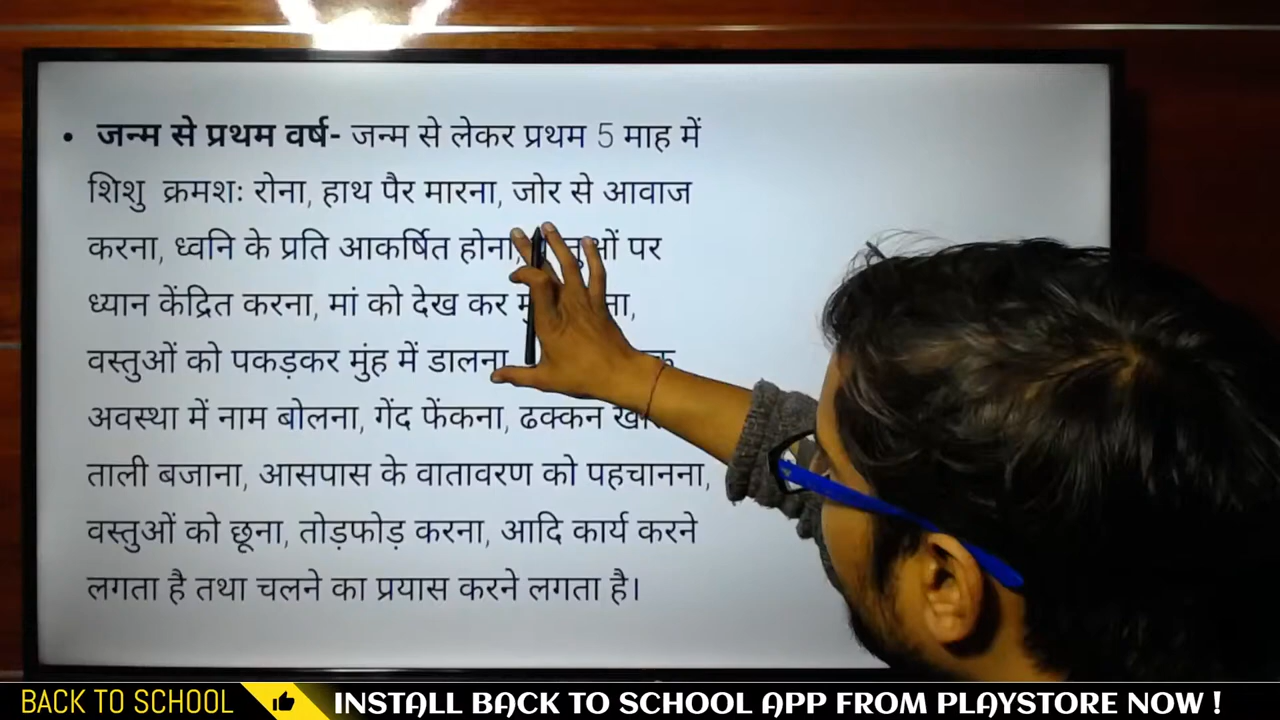 • जन्म से प्रथम वर्ष- जन्म से लेकर प्रथम 5 माह में
शिशु क्रमशः रोना, हाथ पैर मारना, जोर से आवाज
करना, ध्वनि के प्रति आकर्षित होना, पर
ध्यान केंद्रित करना, मां को देख कर
वस्तुओं को पकड़कर मुंह में डालना
अवस्था में नाम बोलना, गेंद फेंकना, ढक्कन
ताली बजाना, आसपास के वातावरण को पहचानना,
वस्तुओं को छूना, तोड़फोड़ करना, आदि कार्य करने
लगता है तथा चलने का प्रयास करने लगता है।
BACK TO SCHOOL INSTALL BACK TO SCHOOL APP FROM PLAYSTORE NOW !